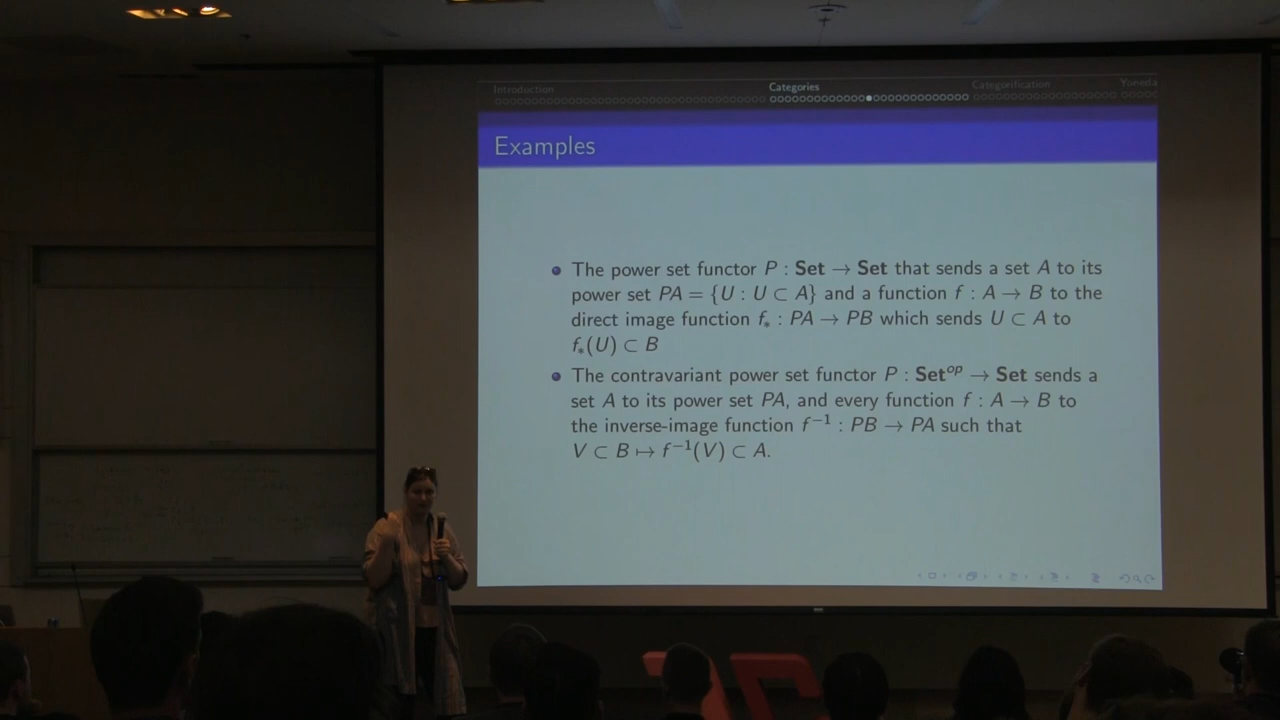 Introduction Categories Categorification Yoneda
Examples
The power set functor P : Set → Set that sends a set A to its
power set PA = {U : U ⊂ A} and a function f : A → B to the
direct image function f∗ : PA → PB which sends U ⊂ A to
f∗(U) ⊂ B
The contravariant power set functor P : Set^op → Set sends a
set A to its power set PA, and every function f : A → B to
the inverse-image function f⁻¹ : PB → PA such that
V ⊂ B ↦ f⁻¹(V) ⊂ A.